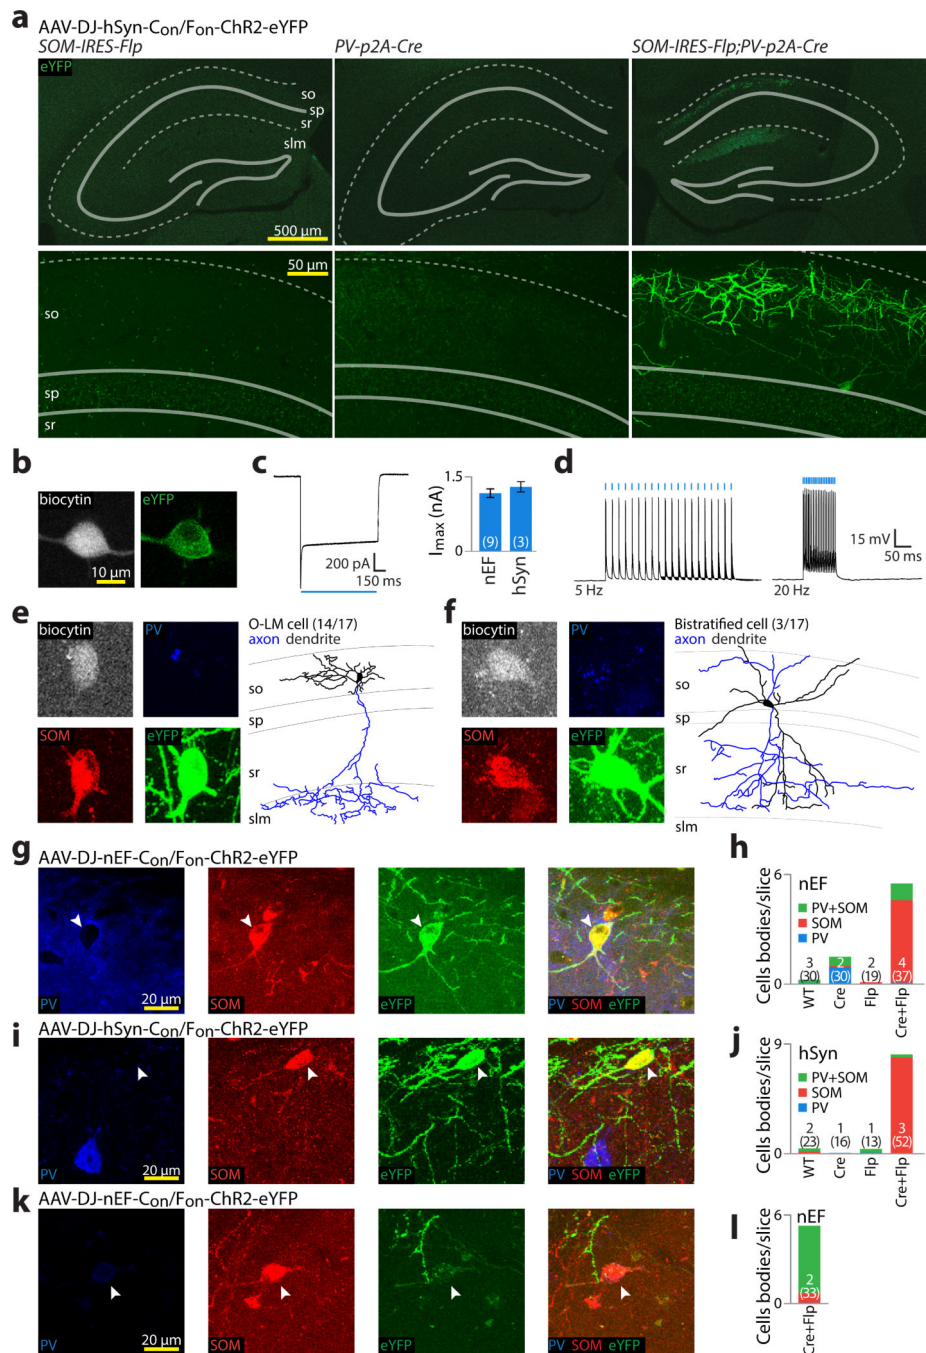 a
AAV-DJ-hSyn-Con/Fon-ChR2-eYFP
SOM-IRES-Flp
PV-p2A-Cre
SOM-IRES-Flp;PV-p2A-Cre
eYFP
so
sp
sr
slm
500 µm
50 µm
so
sp
sr
b
biocytin
eYFP
10 µm
c
200 pA
150 ms
Imax (nA)
1.5
0
(9)
(3)
nEF
hSyn
d
5 Hz
20 Hz
15 mV
50 ms
e
biocytin
PV
SOM
eYFP
O-LM cell (14/17)
axon dendrite
so
sp
sr
slm
f
biocytin
PV
SOM
eYFP
Bistratified cell (3/17)
axon dendrite
so
sp
sr
slm
g
AAV-DJ-nEF-Con/Fon-ChR2-eYFP
PV
20 µm
SOM
eYFP
PV SOM eYFP
h
Cells bodies/slice
6
0
nEF
PV+SOM
SOM
PV
3
(30)
2
(30)
2
(19)
4
(37)
WT
Cre
Flp
Cre+Flp
i
AAV-DJ-hSyn-Con/Fon-ChR2-eYFP
PV
20 µm
SOM
eYFP
PV SOM eYFP
j
Cells bodies/slice
9
0
hSyn
PV+SOM
SOM
PV
2
(23)
1
(16)
1
(13)
3
(52)
WT
Cre
Flp
Cre+Flp
k
AAV-DJ-nEF-Con/Fon-ChR2-eYFP
PV
20 µm
SOM
eYFP
PV SOM eYFP
l
Cells bodies/slice
6
0
nEF
2
(33)
Cre+Flp